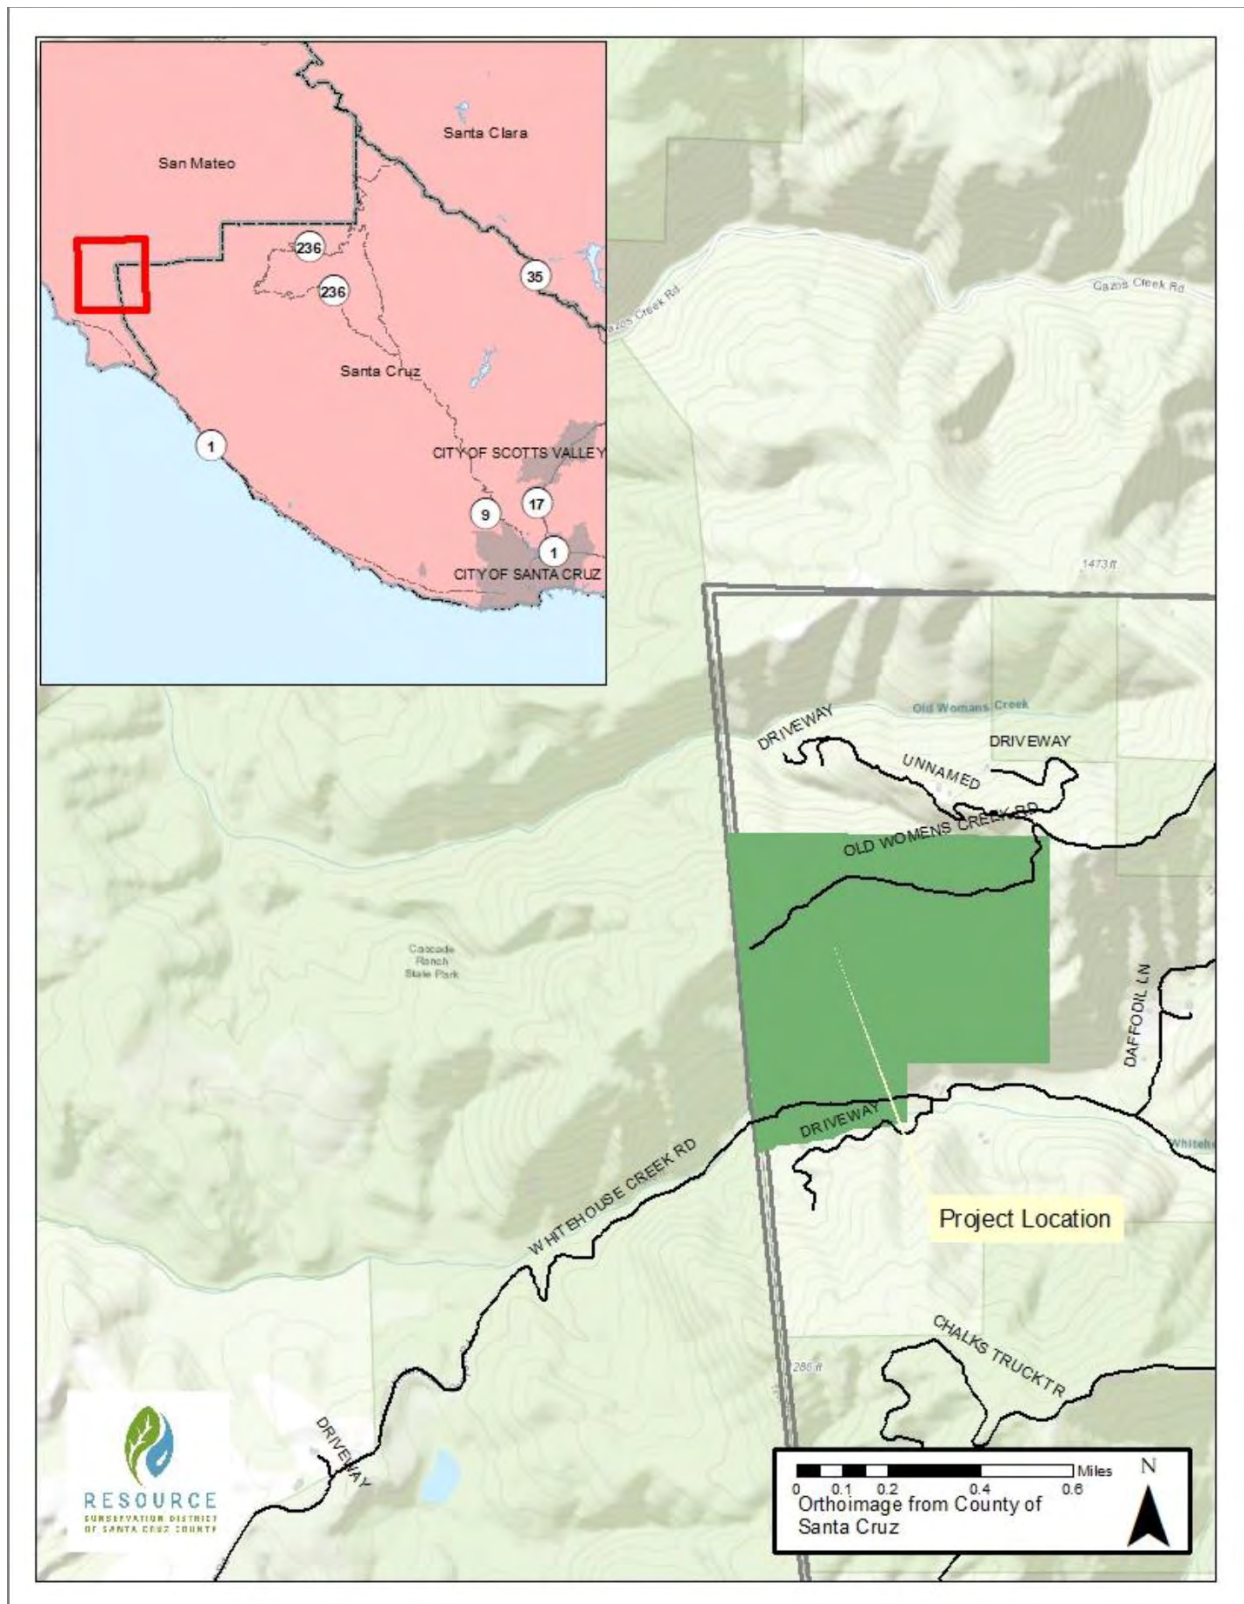 Santa Clara
San Mateo
236
35
236
Santa Cruz
1
CITY OF SCOTTS VALLEY
17
9
1
CITY OF SANTA CRUZ
Gazos Creek Rd
1473 ft
Old Womans Creek
DRIVEWAY
DRIVEWAY
UNNAMED
OLD WOMENS CREEK RD
Cascade
Ranch
State Park
DAFFODIL LN
DRIVEWAY
WHITEHOUSE CREEK RD
Project Location
CHALKS TRUCK TR
1286 ft
DRIVEWAY
RESOURCE
CONSERVATION DISTRICT
OF SANTA CRUZ COUNTY
Miles
0 0.1 0.2 0.4 0.6
N
Orthoimage from County of
Santa Cruz